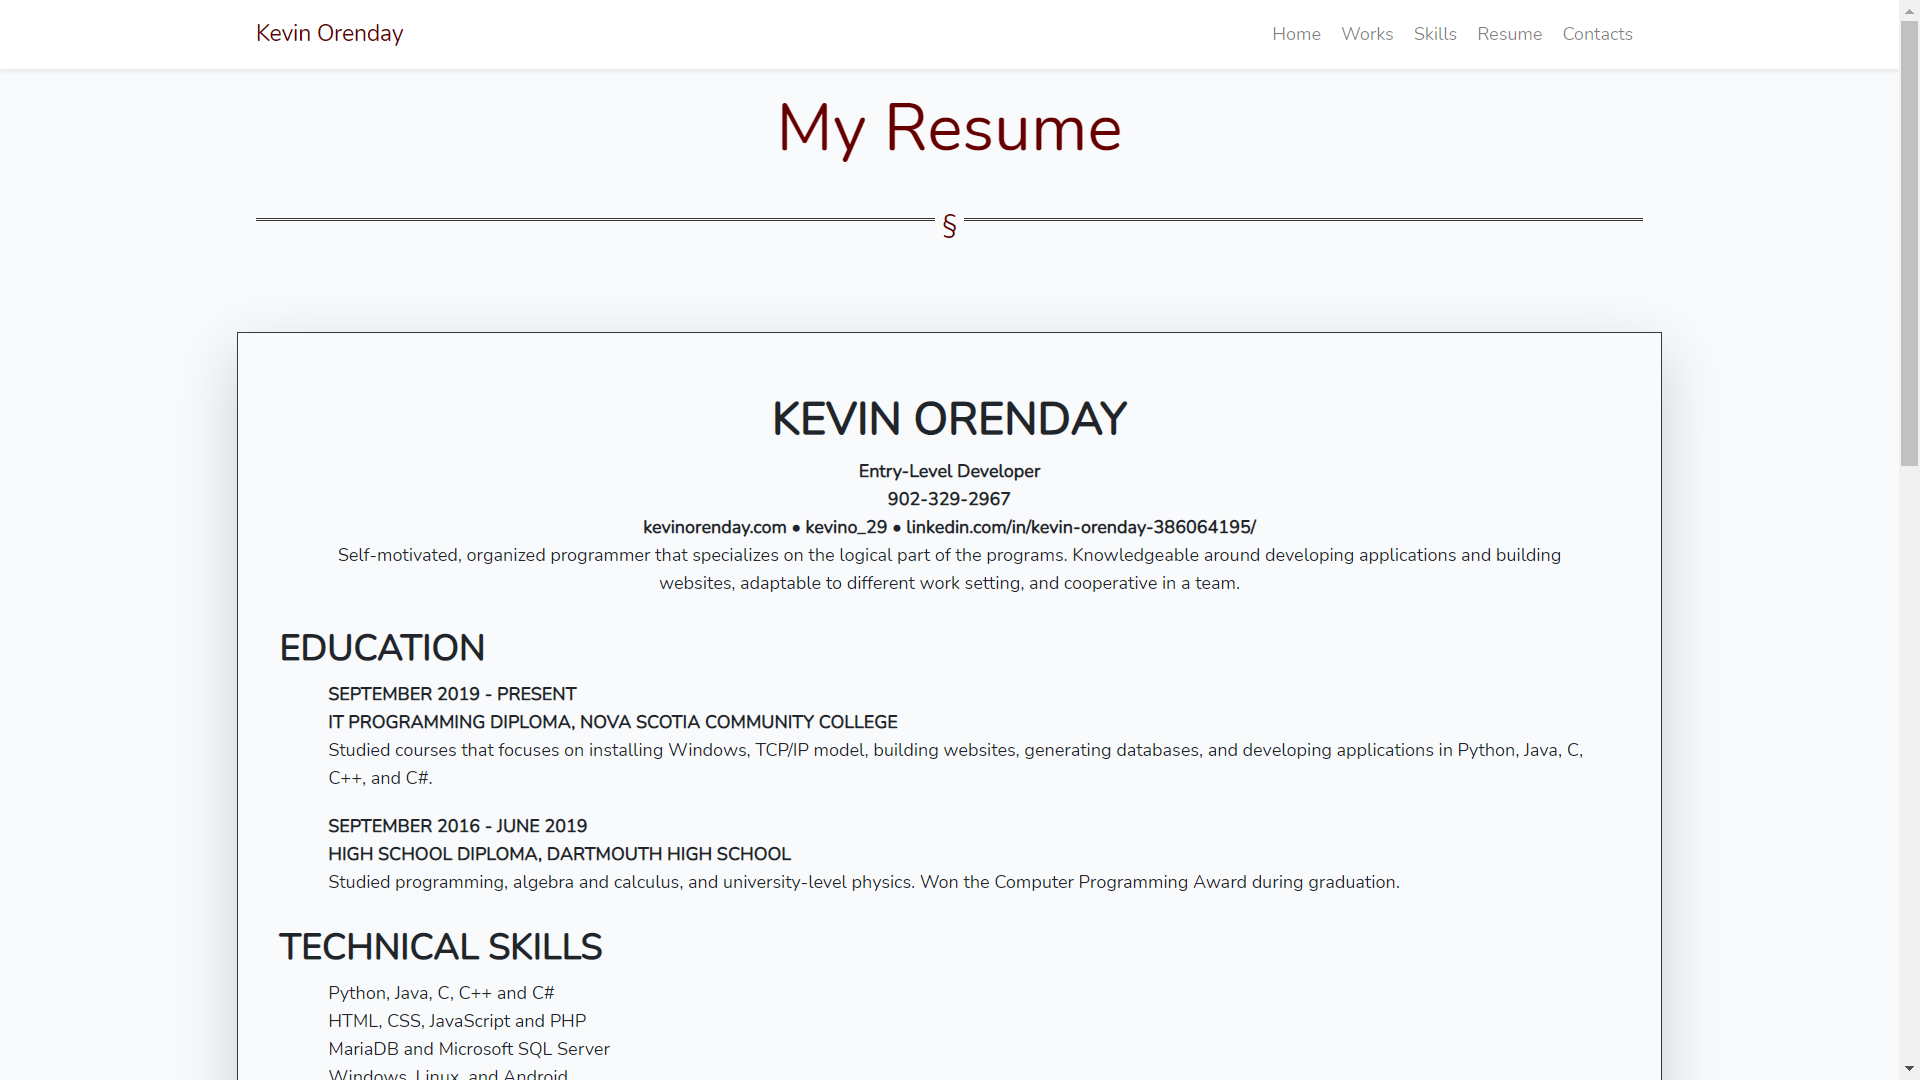 Kevin Orenday
Home Works Skills Resume Contacts
My Resume
§
KEVIN ORENDAY
Entry-Level Developer
902-329-2967
kevinorenday.com ● kevino_29 ● linkedin.com/in/kevin-orenday-386064195/
Self-motivated, organized programmer that specializes on the logical part of the programs. Knowledgeable around developing applications and building
websites, adaptable to different work setting, and cooperative in a team.
EDUCATION
SEPTEMBER 2019 - PRESENT
IT PROGRAMMING DIPLOMA, NOVA SCOTIA COMMUNITY COLLEGE
Studied courses that focuses on installing Windows, TCP/IP model, building websites, generating databases, and developing applications in Python, Java, C,
C++, and C#.
SEPTEMBER 2016 - JUNE 2019
HIGH SCHOOL DIPLOMA, DARTMOUTH HIGH SCHOOL
Studied programming, algebra and calculus, and university-level physics. Won the Computer Programming Award during graduation.
TECHNICAL SKILLS
Python, Java, C, C++ and C#
HTML, CSS, JavaScript and PHP
MariaDB and Microsoft SQL Server
Windows, Linux, and Android